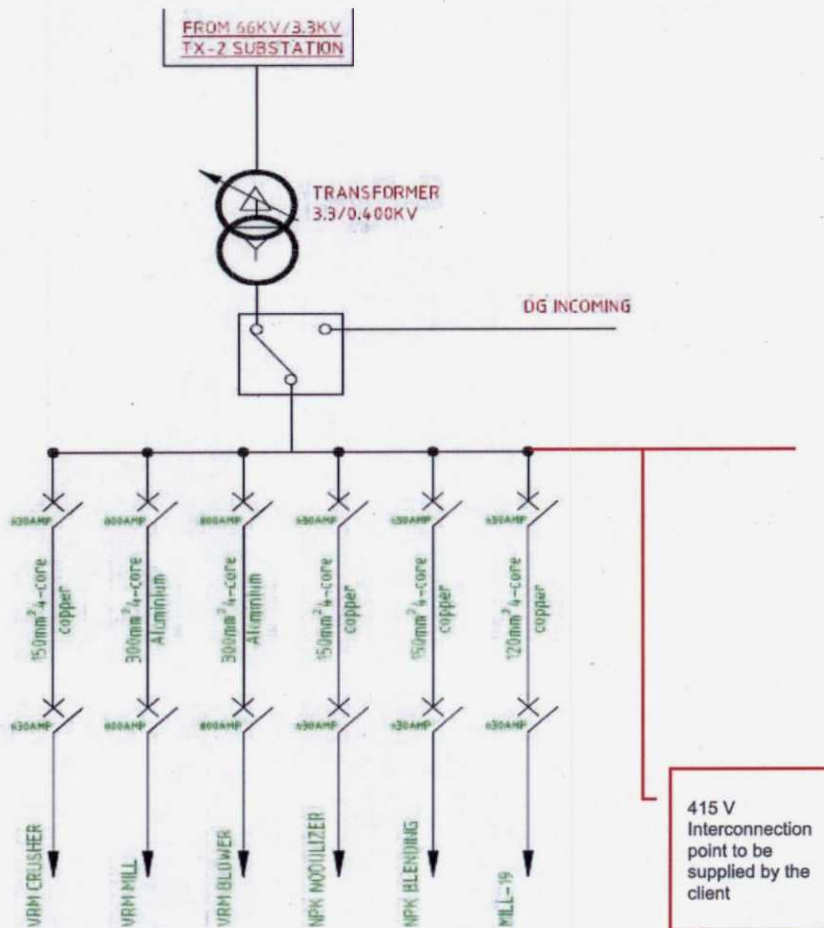 FROM 66KV/3.3KV
TX-2 SUBSTATION
TRANSFORMER
3.3/0.400KV
DG INCOMING
630AMP
800AMP
800AMP
630AMP
630AMP
630AMP
150mm² 4-core
copper
300mm² 4-core
Aluminium
300mm² 4-core
Aluminium
150mm² 4-core
copper
150mm² 4-core
copper
120mm² 4-core
copper
630AMP
800AMP
800AMP
630AMP
630AMP
630AMP
VRM CRUSHER
VRM MILL
VRM BLOWER
NPK NODULIZER
NPK BLENDING
MILL-19
415 V
Interconnection
point to be
supplied by the
client